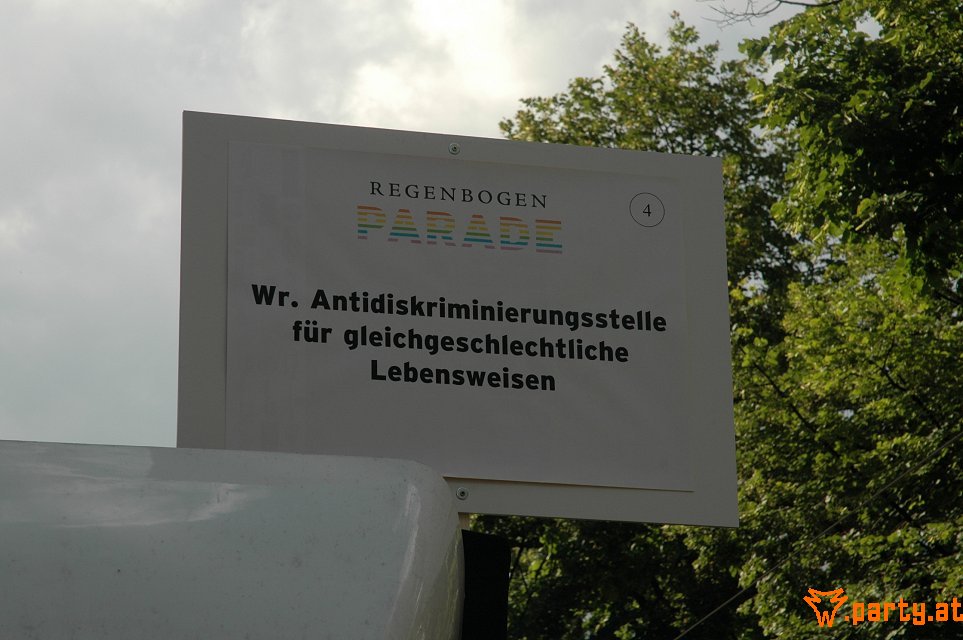 REGENBOGEN
PARADE
4
Wr. Antidiskriminierungsstelle
für gleichgeschlechtliche
Lebensweisen
.party.at